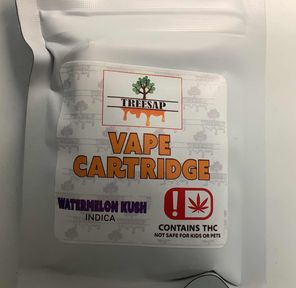 TREESAP
VAPE
CARTRIDGE
WATERMELON KUSH
INDICA
!
CONTAINS THC
NOT SAFE FOR KIDS OR PETS